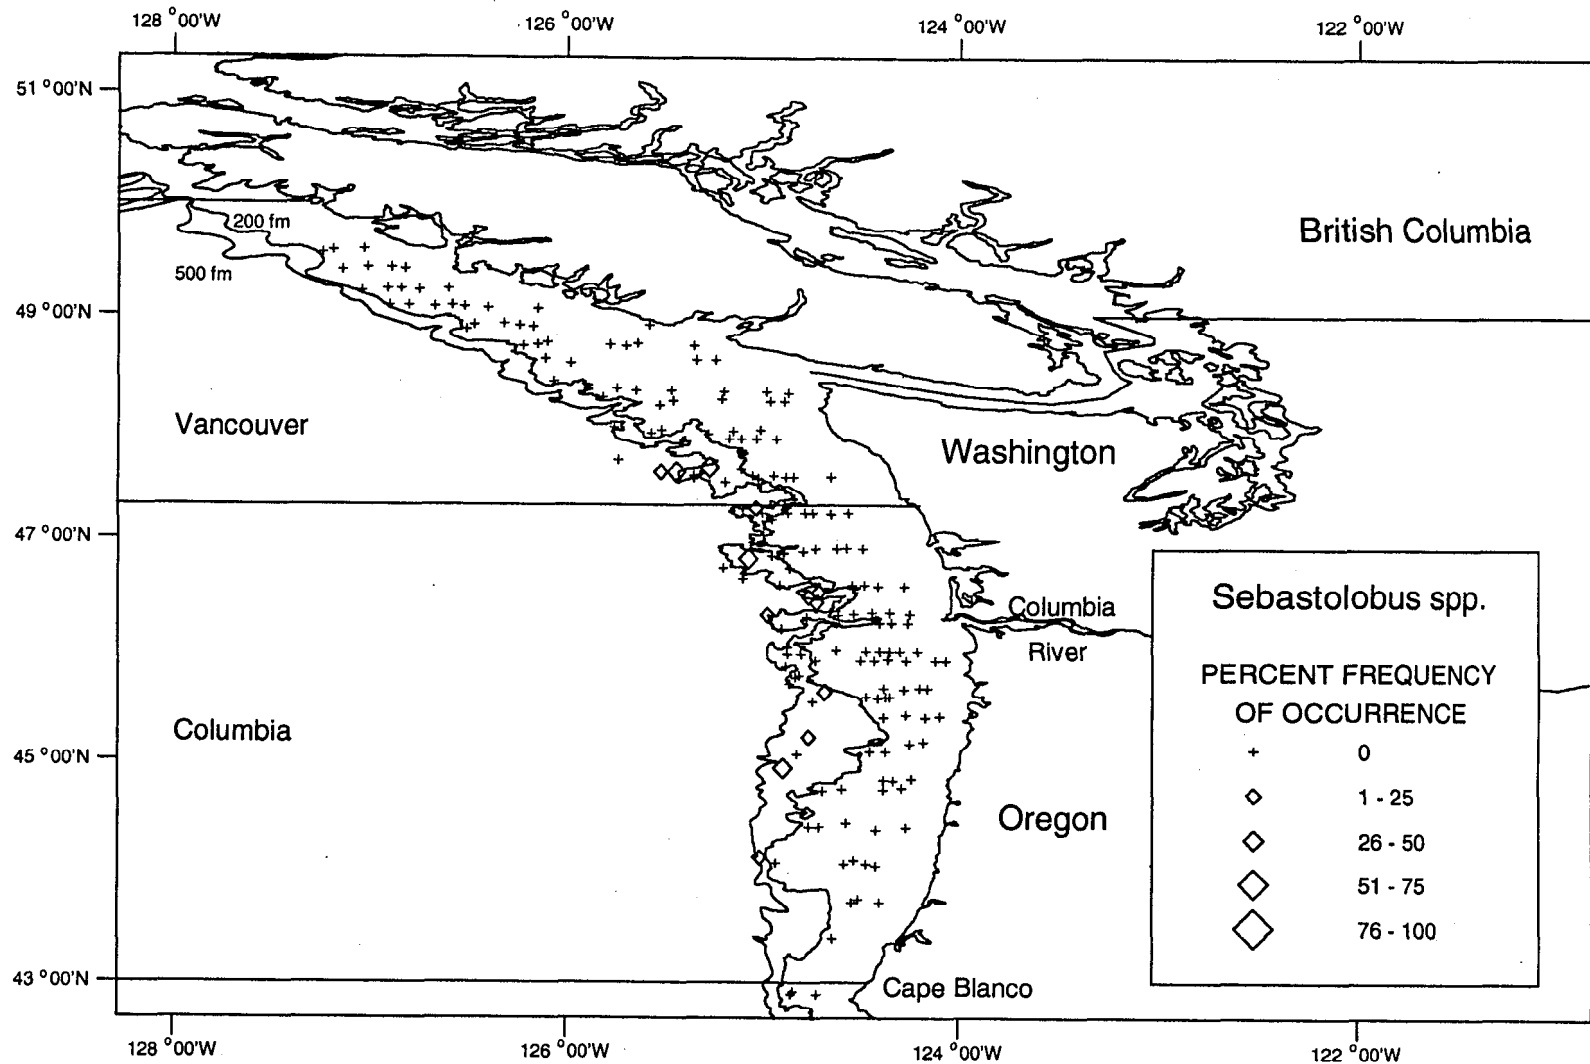 128 °00'W
126 °00'W
124 °00'W
122 °00'W
51 °00'N
British Columbia
200 fm
500 fm
49 °00'N
Vancouver
Washington
47 °00'N
Columbia
River
Sebastolobus spp.
PERCENT FREQUENCY
OF OCCURRENCE
0
1 - 25
26 - 50
51 - 75
76 - 100
Columbia
45 °00'N
Oregon
43 °00'N
Cape Blanco
128 °00'W
126 °00'W
124 °00'W
122 °00'W